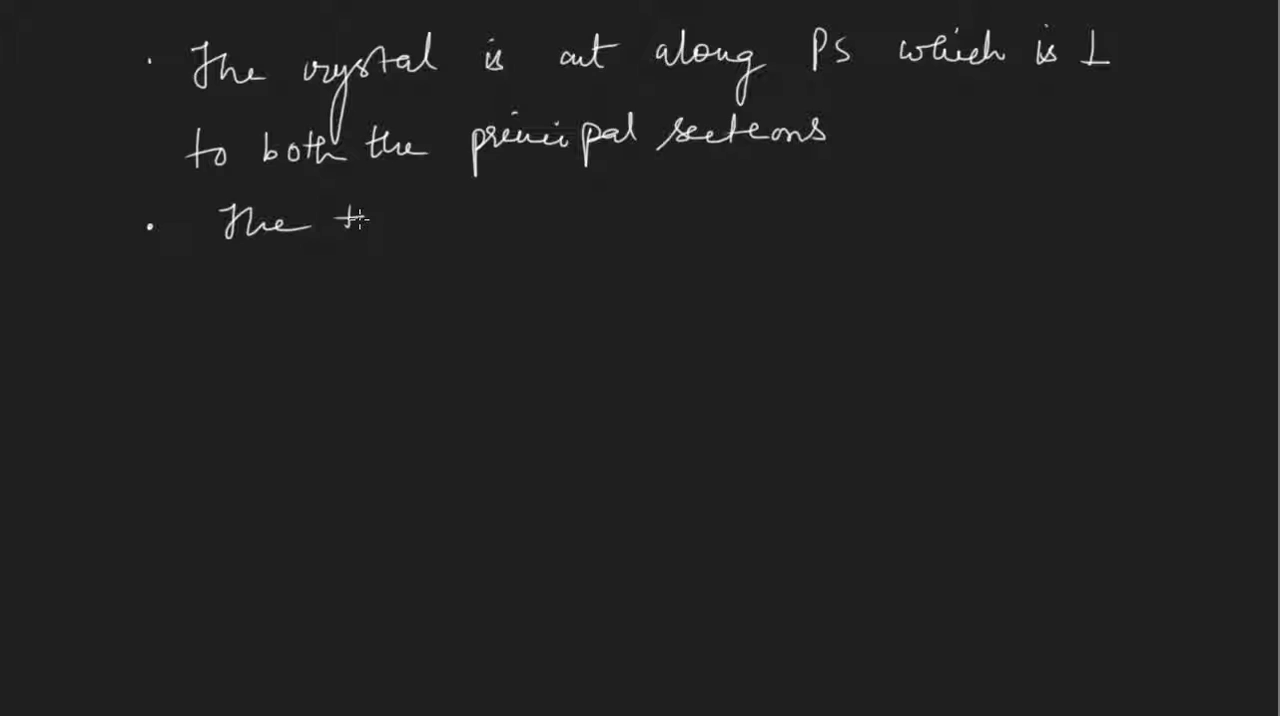 · The crystal is cut along PS which is ⊥
to both the principal sections
· The t